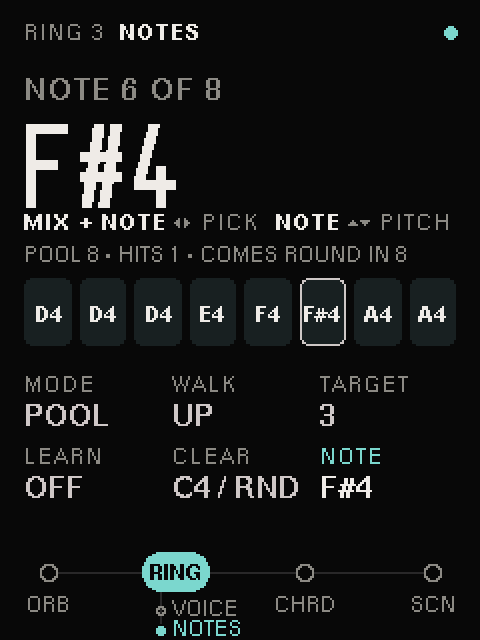 RING 3 NOTES
NOTE 6 OF 8
F#4
MIX + NOTE ◂▸ PICK NOTE ▴▾ PITCH
POOL 8 • HITS 1 • COMES ROUND IN 8
D4 D4 D4 E4 F4 F#4 A4 A4
MODE WALK TARGET
POOL UP 3
LEARN CLEAR NOTE
OFF C4 / RND F#4
RING
ORB VOICE CHRD SCN
NOTES